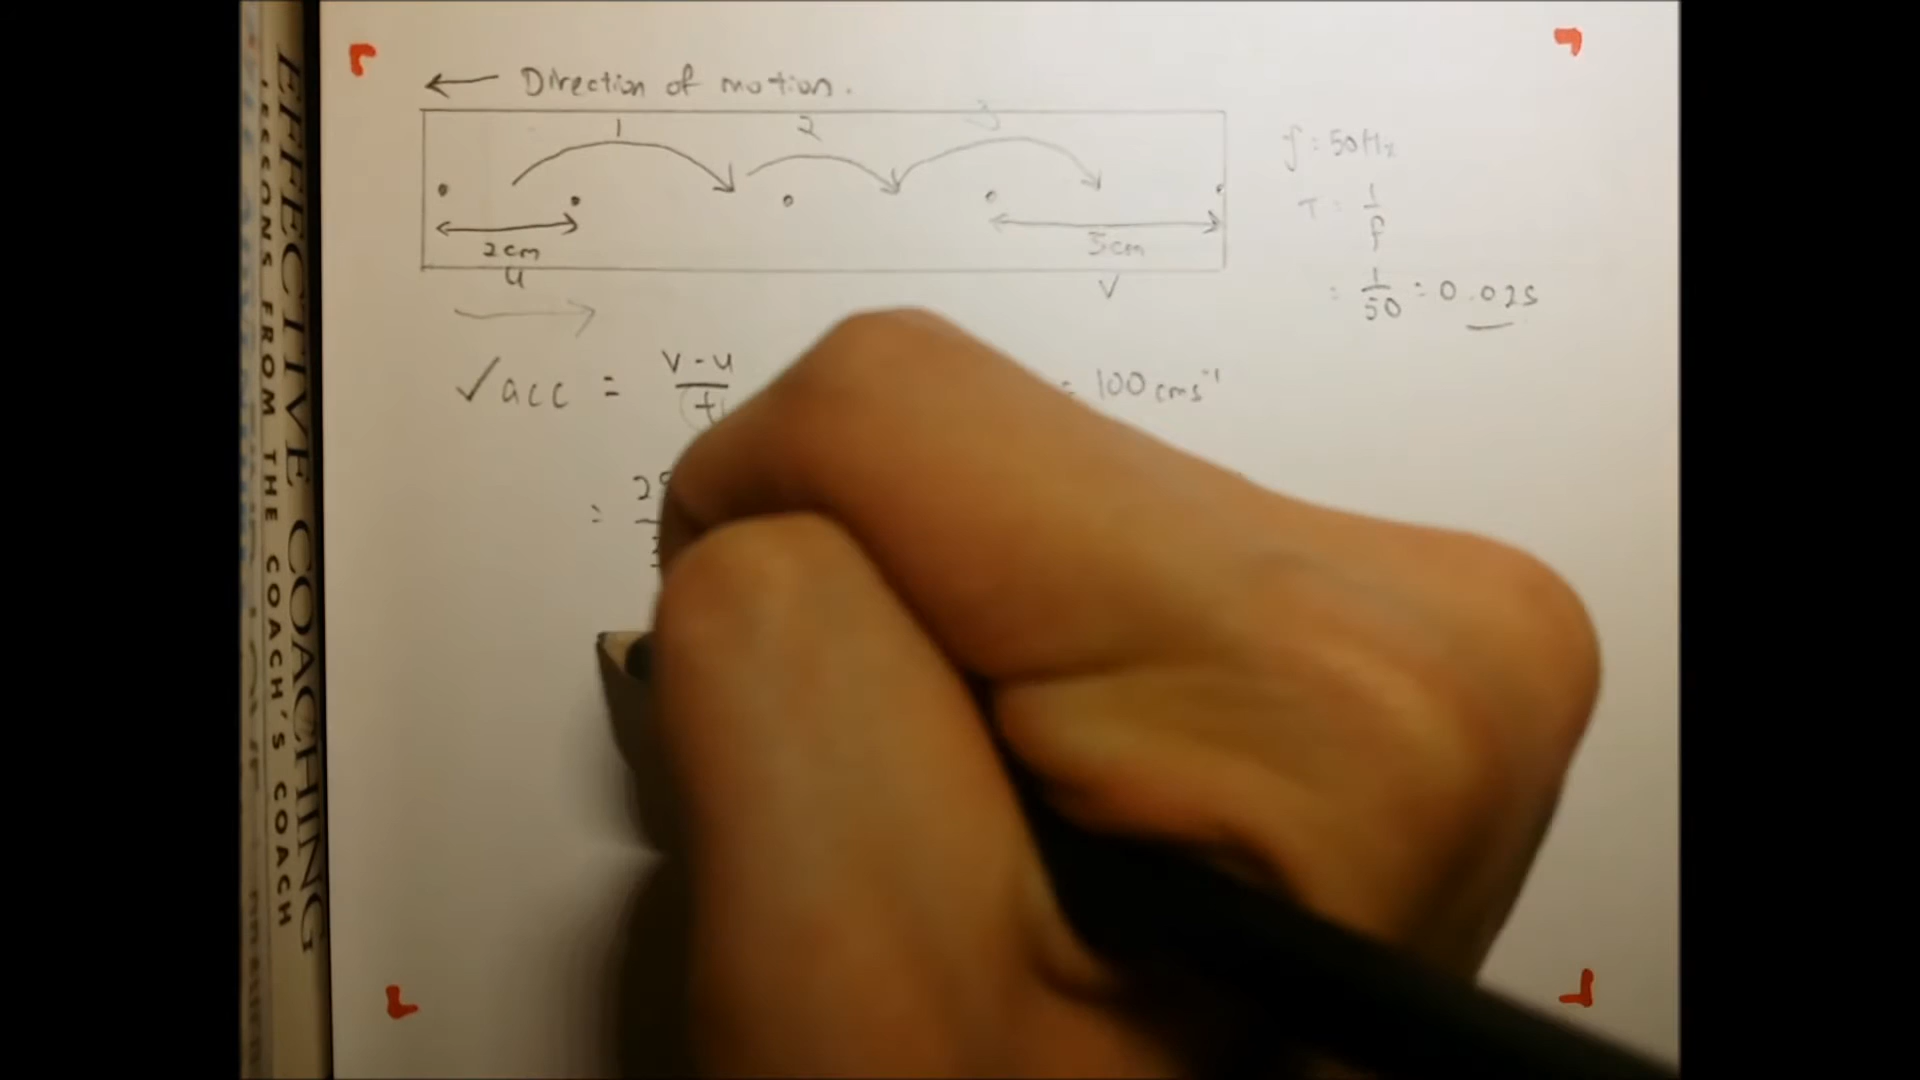 EFFECTIVE COACHING
LESSONS FROM THE COACH'S COACH
← Direction of motion.
1 2 3
2cm
u
5cm
v
f = 50Hz
T = 1/f
= 1/50 = 0.02s
✓acc = v-u / t
= 100 cms⁻¹
=